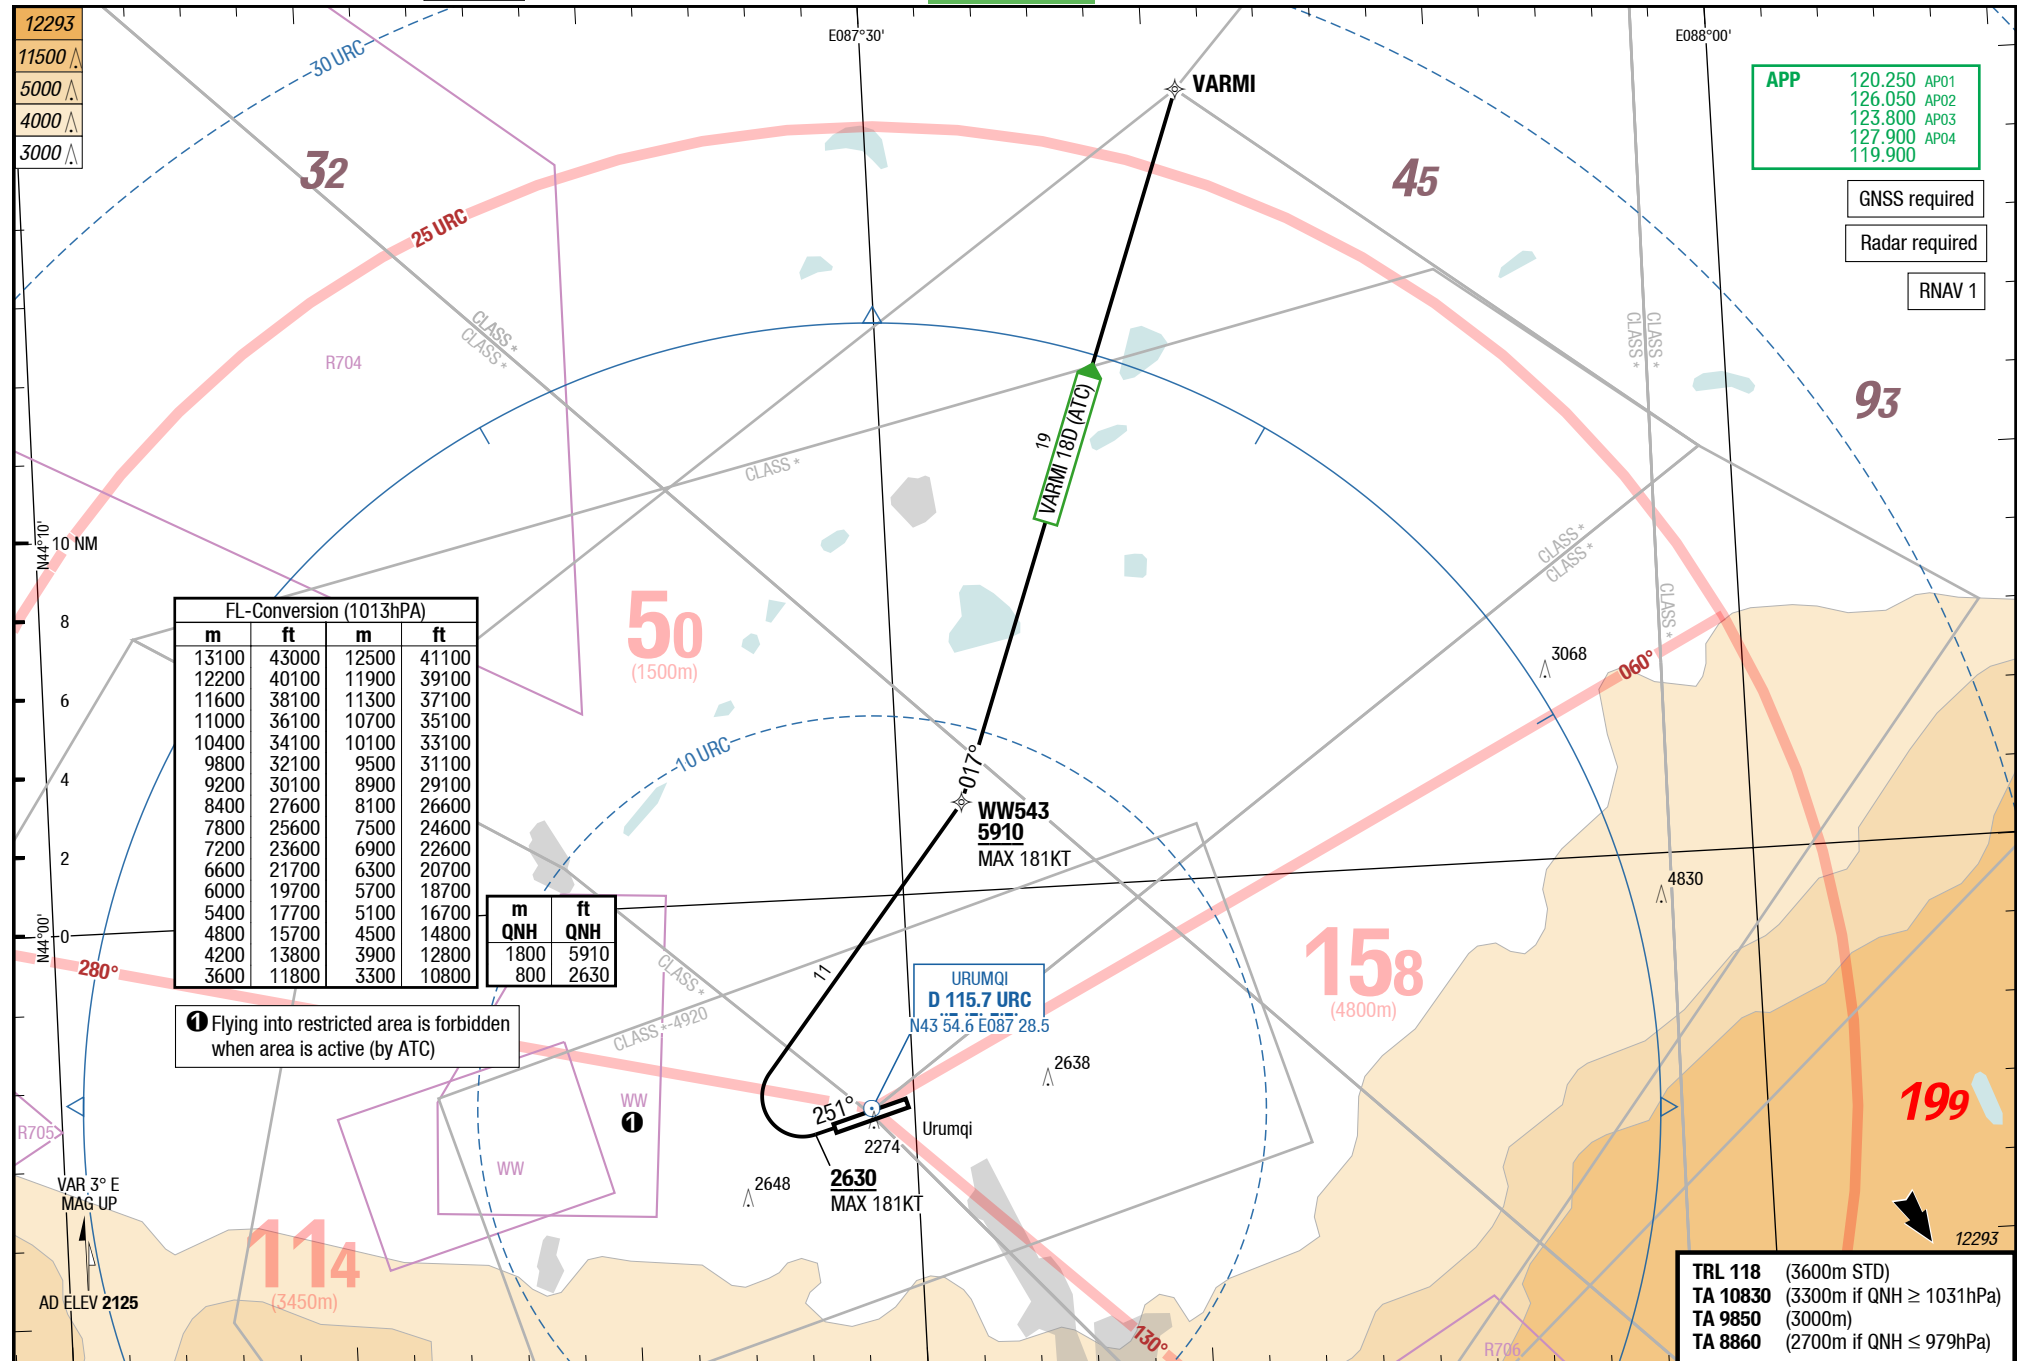 12293
11500
5000
4000
3000
30 URC
E087°30'
E088°00'
VARMI
APP 120.250 AP01
126.050 AP02
123.800 AP03
127.900 AP04
119.900
GNSS required
Radar required
RNAV 1
32
45
93
25 URC
R704
CLASS *
CLASS *
CLASS *
CLASS *
CLASS *
VARMI 18D (ATC)
19
CLASS *
CLASS *
CLASS *
N44°10'
10 NM
8
6
4
2
0
N44°00'
FL-Conversion (1013hPA)
m ft m ft
13100 43000 12500 41100
12200 40100 11900 39100
11600 38100 11300 37100
11000 36100 10700 35100
10400 34100 10100 33100
9800 32100 9500 31100
9200 30100 8900 29100
8400 27600 8100 26600
7800 25600 7500 24600
7200 23600 6900 22600
6600 21700 6300 20700
6000 19700 5700 18700
5400 17700 5100 16700
4800 15700 4500 14800
4200 13800 3900 12800
3600 11800 3300 10800
50
(1500m)
10 URC
017°
WW543
5910
MAX 181KT
3068
060°
4830
m ft
QNH QNH
1800 5910
800 2630
280°
❶ Flying into restricted area is forbidden
when area is active (by ATC)
CLASS *
CLASS *-4920
11
URUMQI
D 115.7 URC
N43 54.6 E087 28.5
158
(4800m)
2638
199
WW
❶
WW
251°
Urumqi
2274
2630
MAX 181KT
2648
R705
VAR 3° E
MAG UP
AD ELEV 2125
114
(3450m)
130°
12293
R706
TRL 118 (3600m STD)
TA 10830 (3300m if QNH ≥ 1031hPa)
TA 9850 (3000m)
TA 8860 (2700m if QNH ≤ 979hPa)